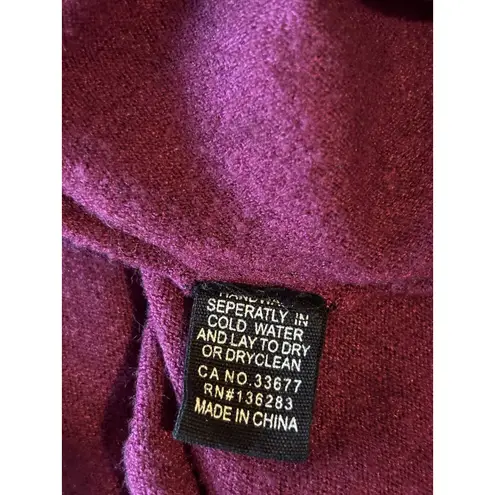 SEPERATLY IN
COLD WATER
AND LAY TO DRY
OR DRYCLEAN
CA NO.33677
RN#136283
MADE IN CHINA